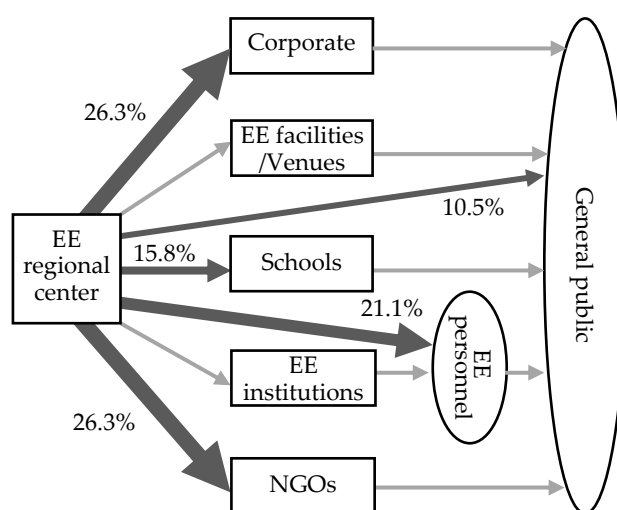 Corporate
26.3%
EE facilities
/Venues
10.5%
EE
regional
center
15.8%
Schools
General public
21.1%
EE
personnel
EE
institutions
26.3%
NGOs